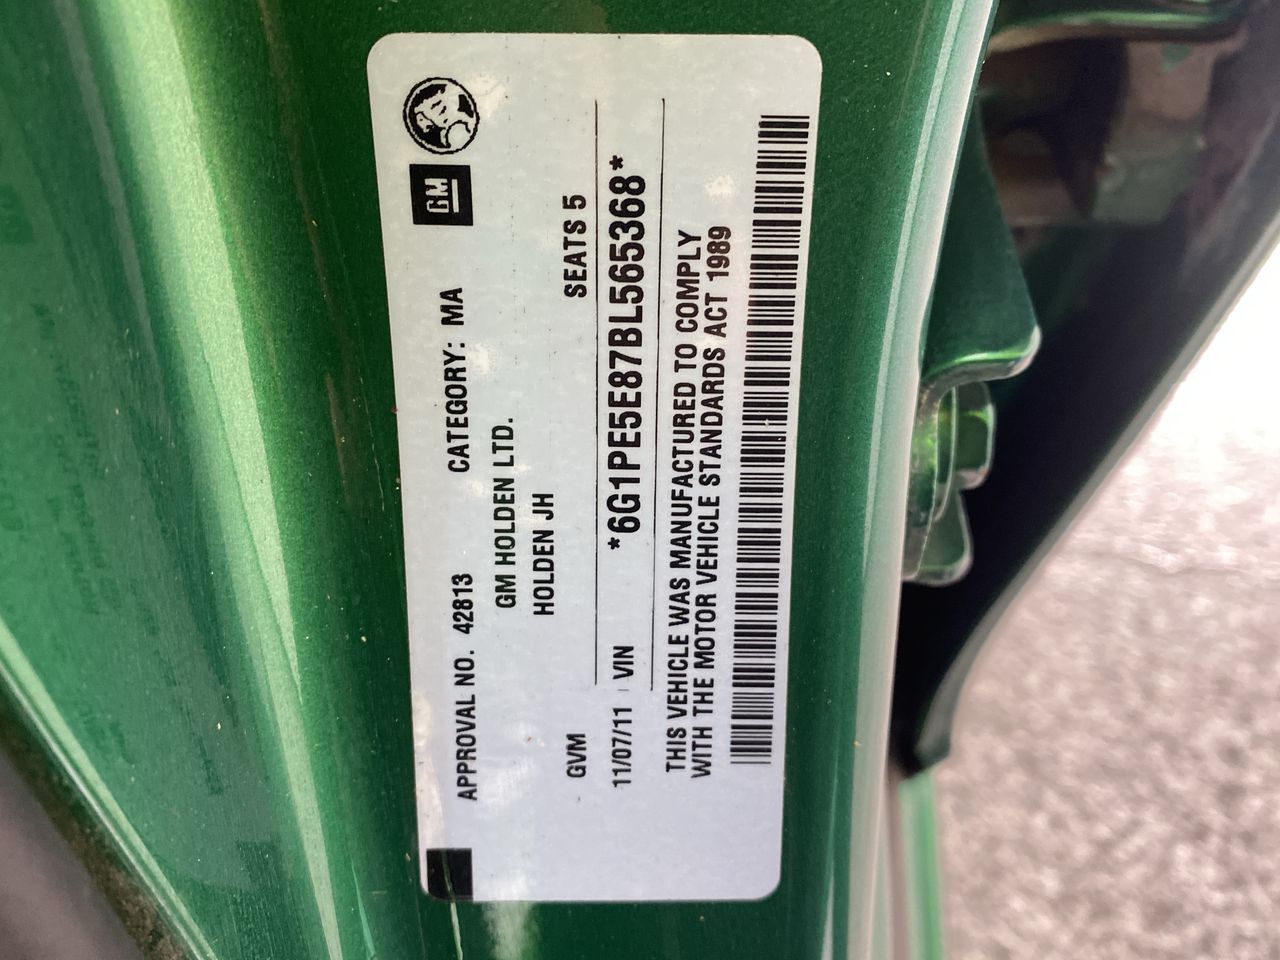 GM
APPROVAL NO. 42813 CATEGORY: MA
GM HOLDEN LTD.
HOLDEN JH
GVM SEATS 5
11/07/11 VIN *6G1PE5E87BL565368*
THIS VEHICLE WAS MANUFACTURED TO COMPLY
WITH THE MOTOR VEHICLE STANDARDS ACT 1989